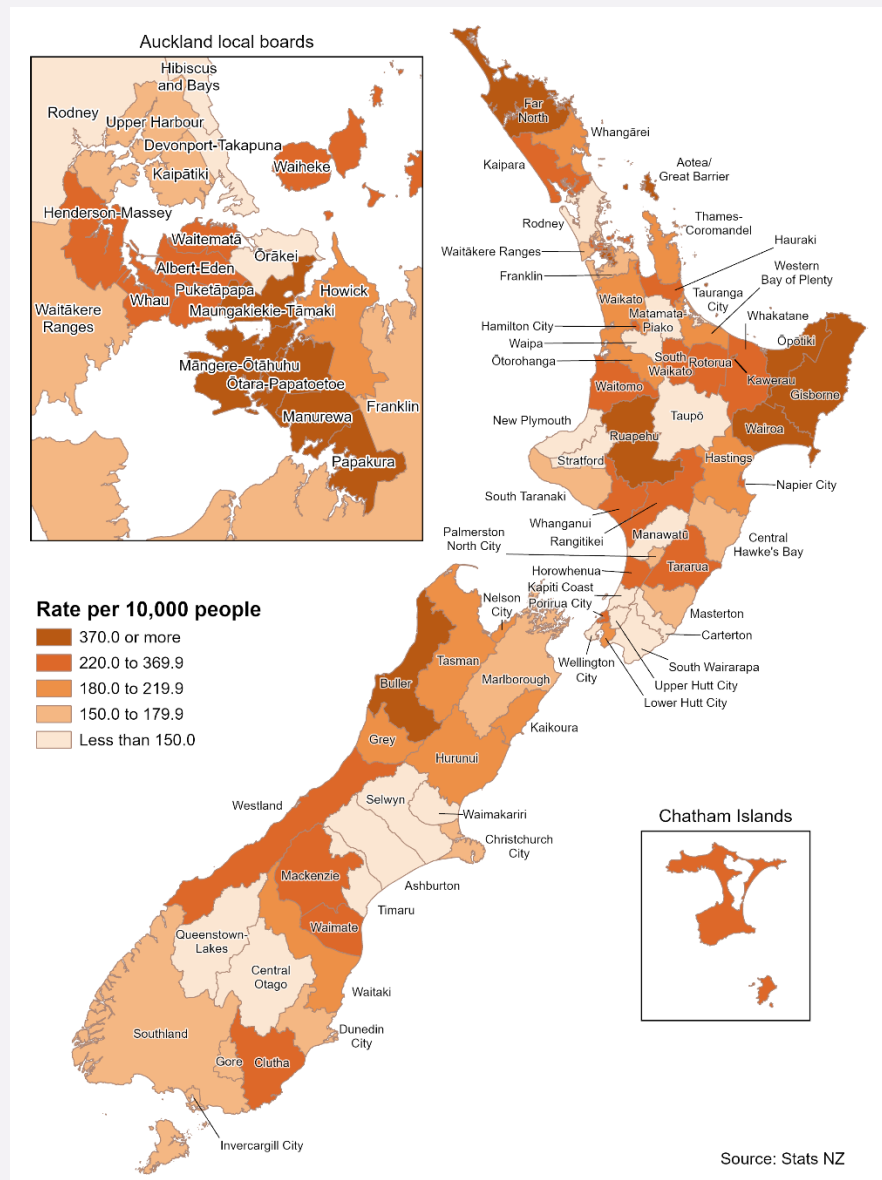 Auckland local boards
Hibiscus
and Bays
Rodney
Upper Harbour
Devonport-Takapuna
Kaipātiki
Waiheke
Henderson-Massey
Waitematā
Ōrākei
Albert-Eden
Puketāpapa
Howick
Whau
Maungakiekie-Tāmaki
Waitākere
Ranges
Māngere-Ōtāhuhu
Ōtara-Papatoetoe
Manurewa
Franklin
Papakura
Far
North
Whangārei
Kaipara
Aotea/
Great Barrier
Rodney
Thames-
Coromandel
Waitākere Ranges
Hauraki
Franklin
Western
Bay of Plenty
Tauranga
City
Waikato
Matamata-
Piako
Whakatane
Hamilton City
Waipa
Ōpōtiki
Ōtorohanga
South
Waikato
Rotorua
Kawerau
Waitomo
Gisborne
New Plymouth
Taupō
Ruapehu
Wairoa
Stratford
Hastings
South Taranaki
Napier City
Whanganui
Rangitikei
Manawatū
Palmerston
North City
Central
Hawke's Bay
Tararua
Horowhenua
Kapiti Coast
Porirua City
Masterton
Carterton
Wellington
City
South Wairarapa
Upper Hutt City
Lower Hutt City
Rate per 10,000 people
370.0 or more
220.0 to 369.9
180.0 to 219.9
150.0 to 179.9
Less than 150.0
Nelson
City
Tasman
Marlborough
Buller
Kaikoura
Grey
Hurunui
Westland
Selwyn
Waimakariri
Christchurch
City
Mackenzie
Ashburton
Timaru
Waimate
Queenstown-
Lakes
Central
Otago
Waitaki
Southland
Dunedin
City
Gore
Clutha
Invercargill City
Chatham Islands
Source: Stats NZ